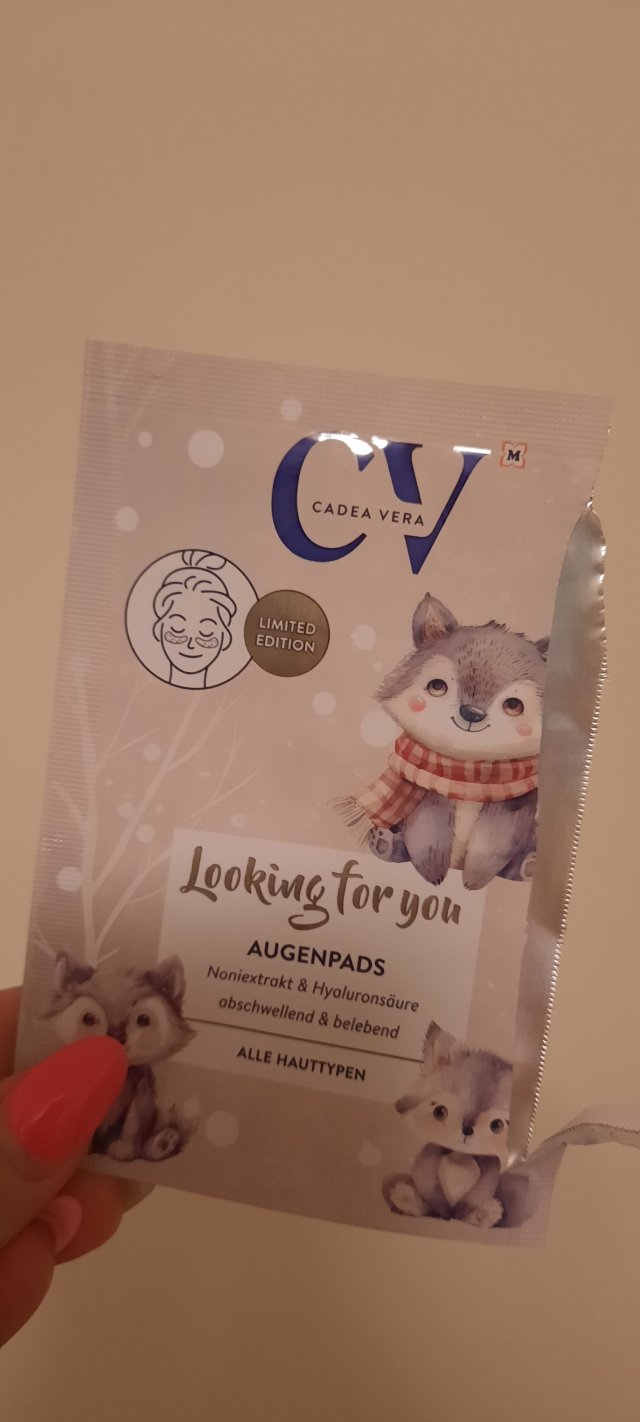 CV
CADEA VERA
M
LIMITED
EDITION
Looking for you
AUGENPADS
Noniextrakt & Hyaluronsäure
abschwellend & belebend
ALLE HAUTTYPEN